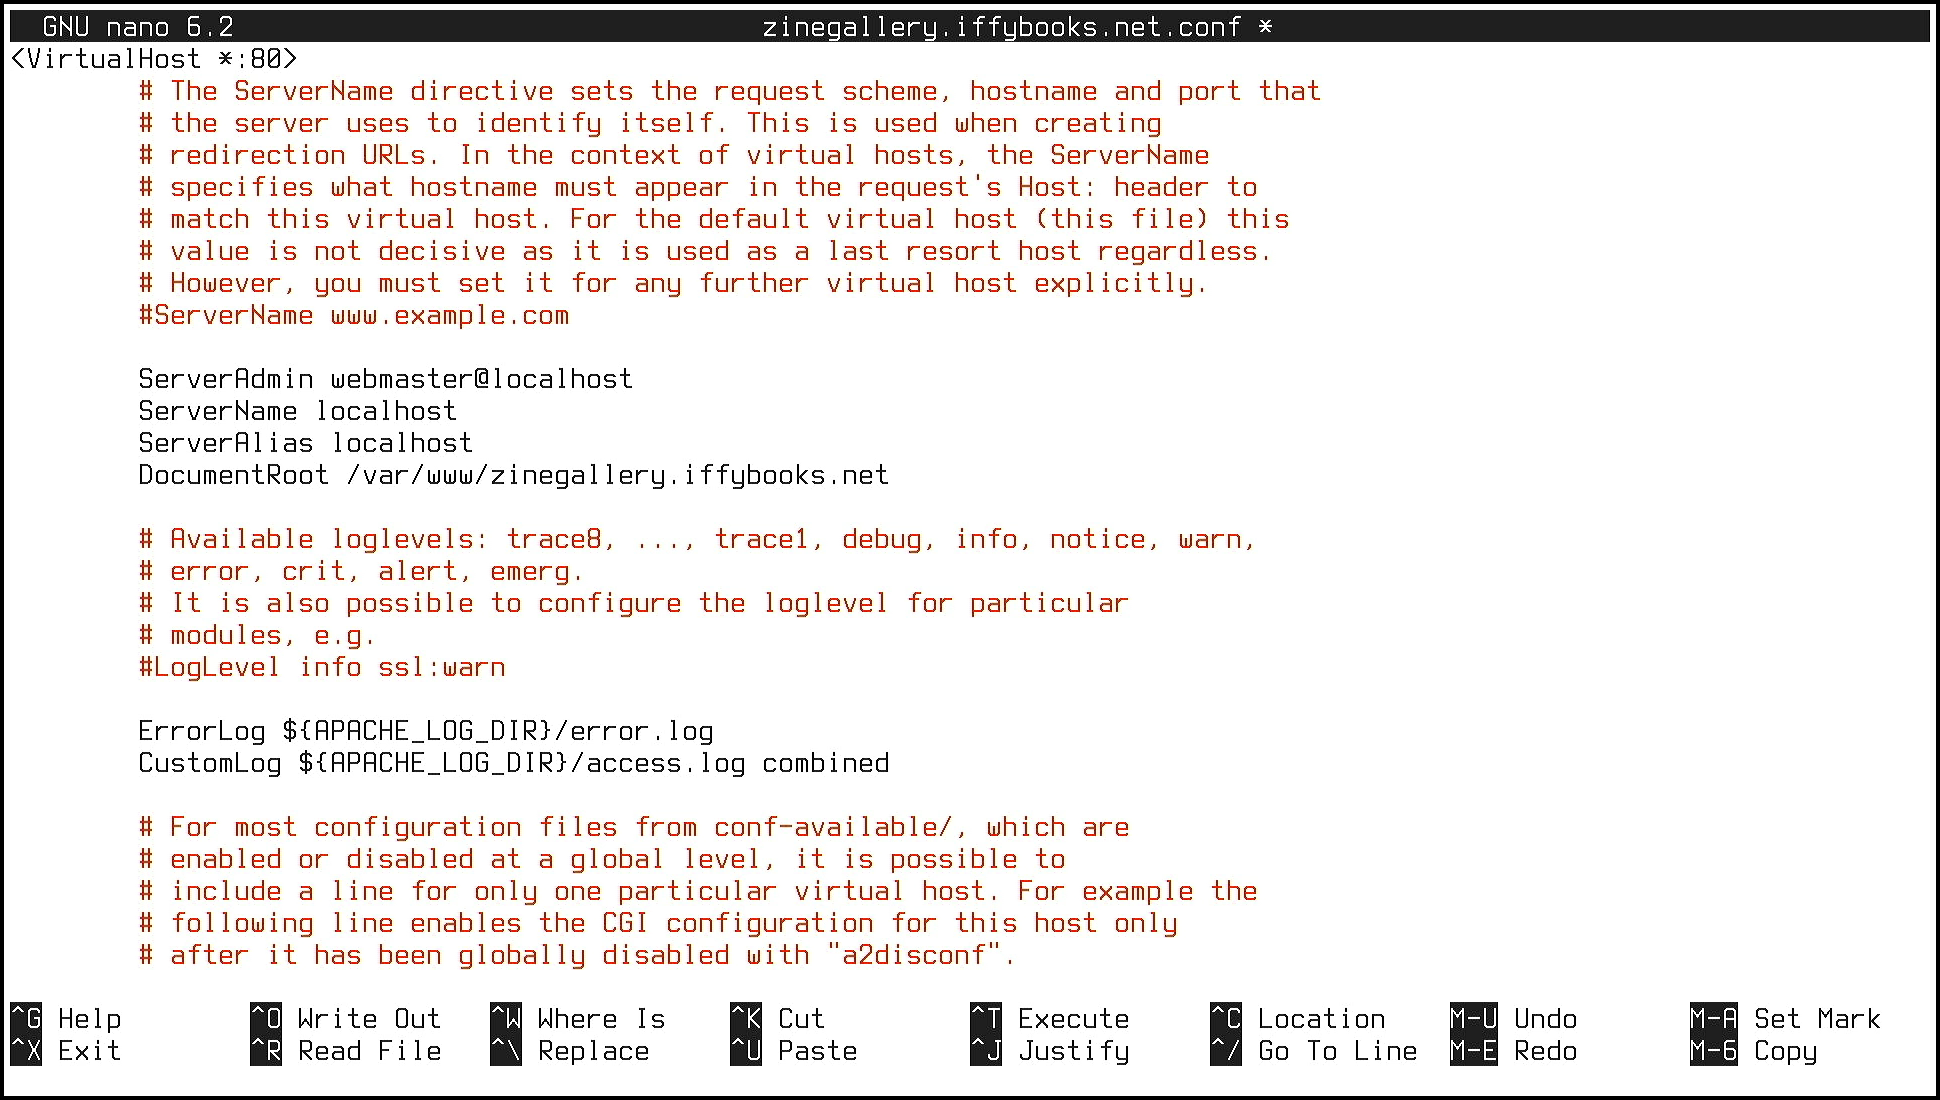 GNU nano 6.2 zinegallery.iffybooks.net.conf *
<VirtualHost *:80>
# The ServerName directive sets the request scheme, hostname and port that
# the server uses to identify itself. This is used when creating
# redirection URLs. In the context of virtual hosts, the ServerName
# specifies what hostname must appear in the request's Host: header to
# match this virtual host. For the default virtual host (this file) this
# value is not decisive as it is used as a last resort host regardless.
# However, you must set it for any further virtual host explicitly.
#ServerName www.example.com
ServerAdmin webmaster@localhost
ServerName localhost
ServerAlias localhost
DocumentRoot /var/www/zinegallery.iffybooks.net
# Available loglevels: trace8, ..., trace1, debug, info, notice, warn,
# error, crit, alert, emerg.
# It is also possible to configure the loglevel for particular
# modules, e.g.
#LogLevel info ssl:warn
ErrorLog ${APACHE_LOG_DIR}/error.log
CustomLog ${APACHE_LOG_DIR}/access.log combined
# For most configuration files from conf-available/, which are
# enabled or disabled at a global level, it is possible to
# include a line for only one particular virtual host. For example the
# following line enables the CGI configuration for this host only
# after it has been globally disabled with "a2disconf".
^G Help ^O Write Out ^W Where Is ^K Cut ^T Execute ^C Location M-U Undo M-A Set Mark
^X Exit ^R Read File ^\ Replace ^U Paste ^J Justify ^/ Go To Line M-E Redo M-6 Copy